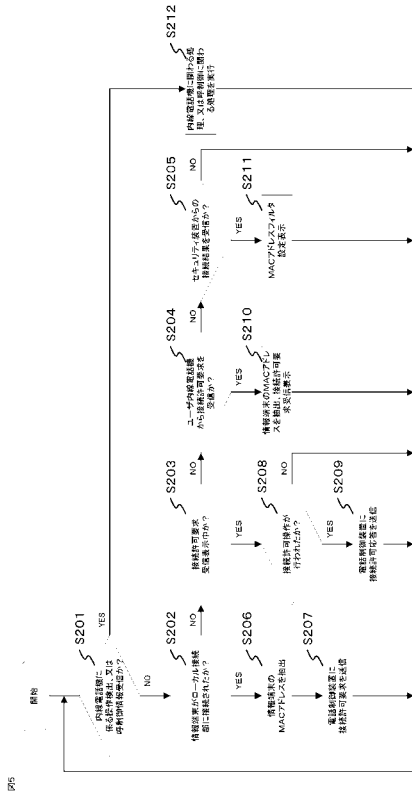 図5
開始
S201
内線電話機に
係る操作検出、又は
呼制御情報受信か？
YES
NO
S202
情報端末がローカル接続
部に接続されたか？
NO
YES
S203
接続許可要求
受信表示中か？
NO
YES
S204
ユーザ内線電話機
から接続許可要求を
受信か？
NO
YES
S205
セキュリティ装置からの
接続結果を受信か？
NO
YES
S206
情報端末の
MACアドレスを抽出
S207
電話制御装置に
接続許可要求を送信
S208
接続許可操作が
行われたか？
NO
YES
S209
電話制御装置に
接続許可応答を送信
S210
情報端末のMACアドレ
スを抽出、接続許可要
求受信表示
S211
MACアドレスフィルタ
設定表示
S212
内線電話機に関わる処
理、又は呼制御に関わ
る処理を実行